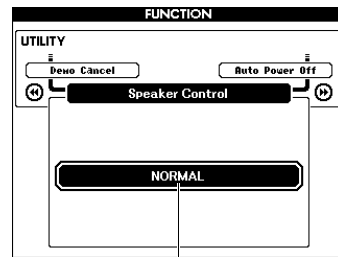 FUNCTION
UTILITY
Demo Cancel
Auto Power Off
Speaker Control
NORMAL